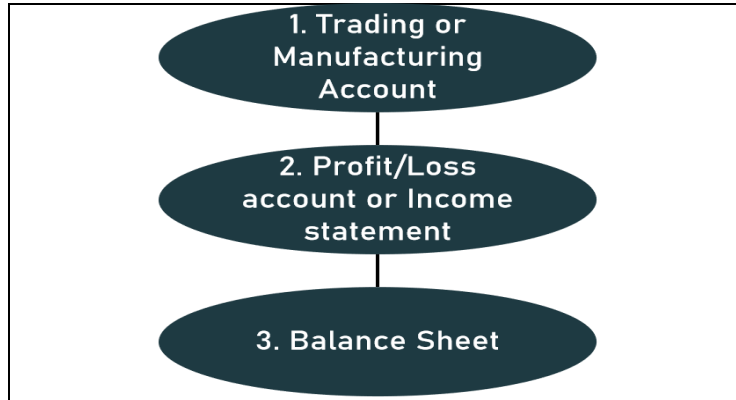 1. Trading or
Manufacturing
Account
2. Profit/Loss
account or Income
statement
3. Balance Sheet